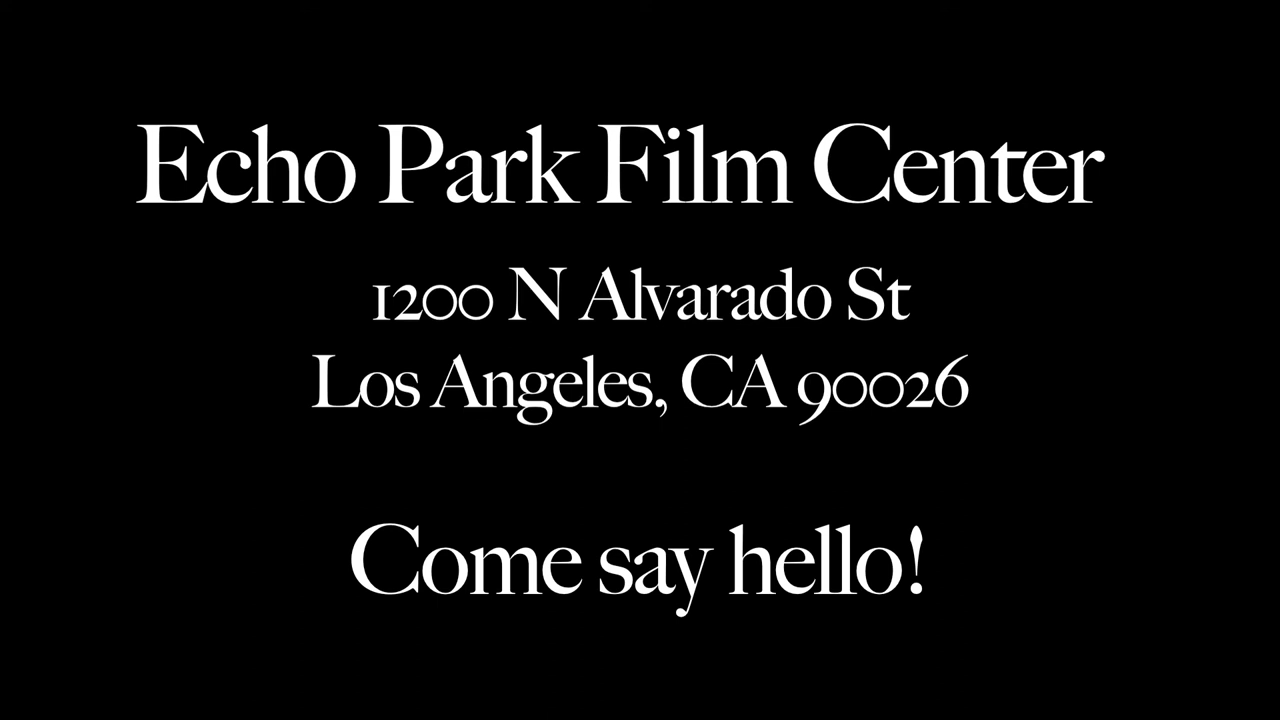 Echo Park Film Center
1200 N Alvarado St
Los Angeles, CA 90026
Come say hello!